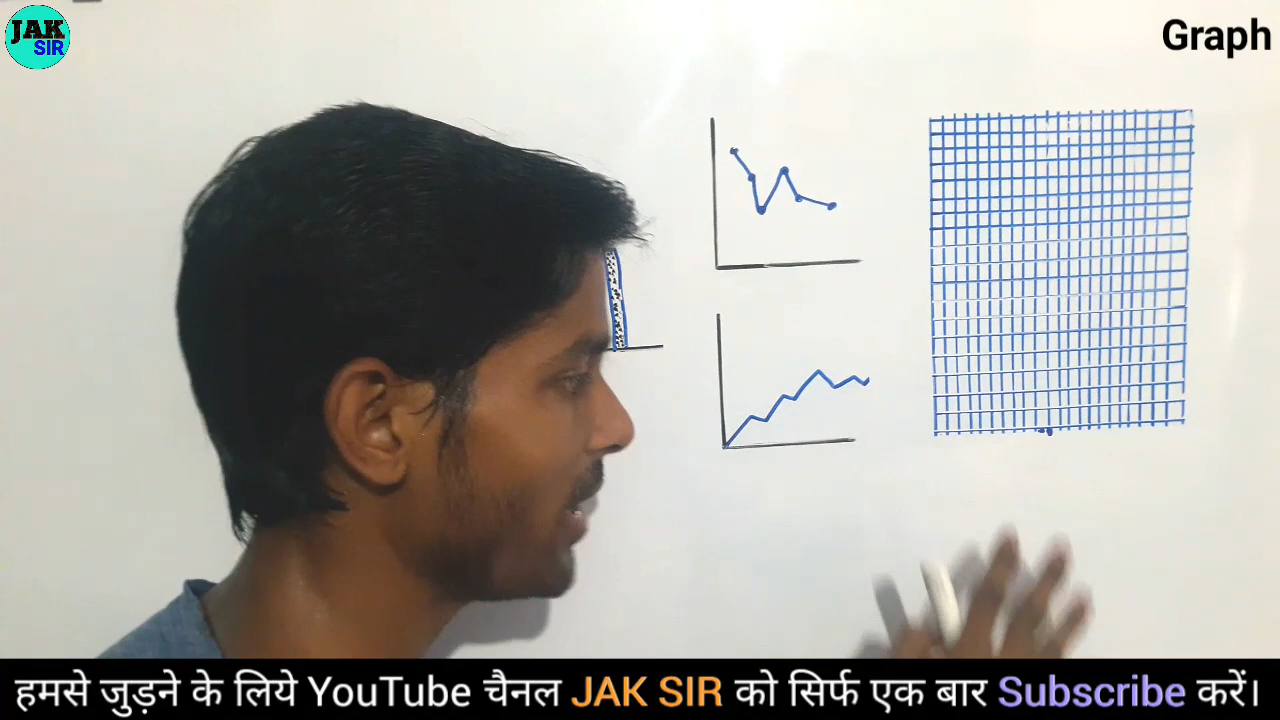 JAK
SIR
Graph
हमसे जुड़ने के लिये YouTube चैनल JAK SIR को सिर्फ एक बार Subscribe करें।